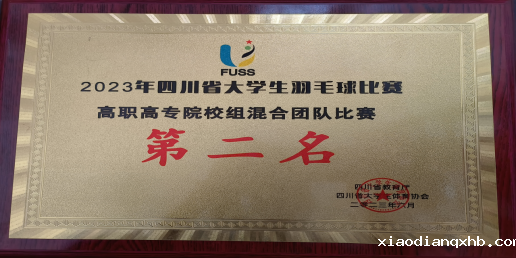 FUSS
2023年四川省大学生羽毛球比赛
高职高专院校组混合团队比赛
第二名
四川省教育厅
四川省大学生体育协会
二〇二三年六月
xiaodianqxhb.com